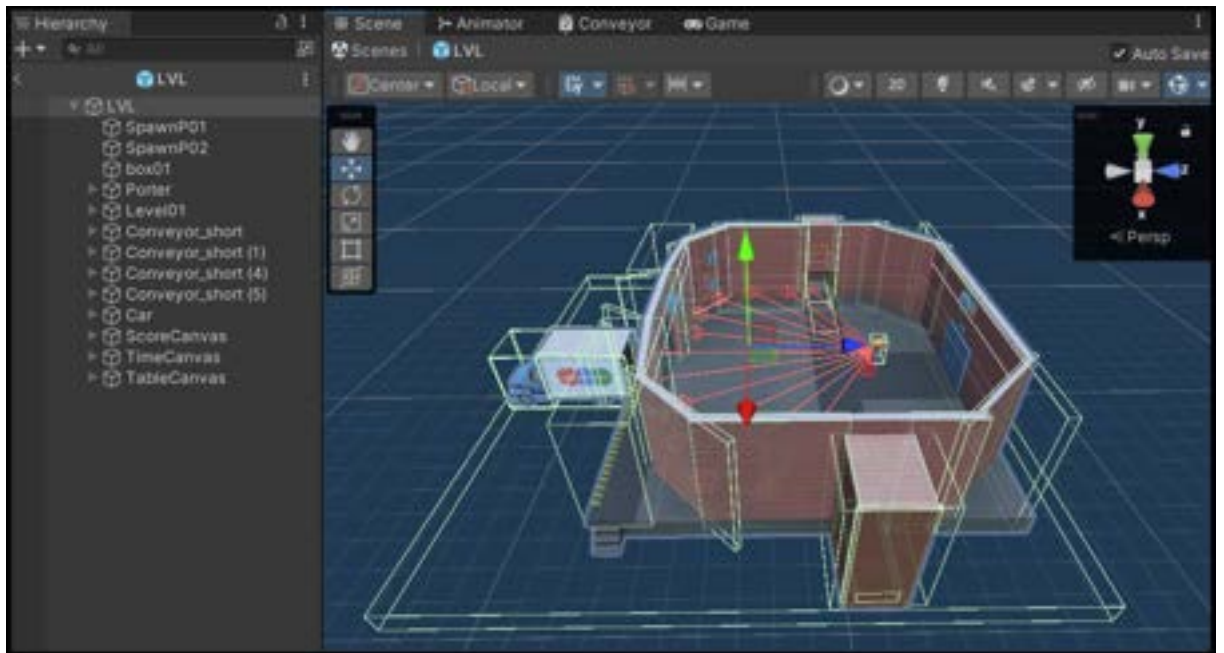 Hierarchy
All
LVL
LVL
SpawnP01
SpawnP02
box01
Porter
Level01
Conveyor_short
Conveyor_short (1)
Conveyor_short (4)
Conveyor_short (5)
Car
ScoreCanvas
TimeCanvas
TableCanvas
Scene Animator Conveyor Game
Scenes LVL Auto Save
Center Local 2D
y
z
x
Persp